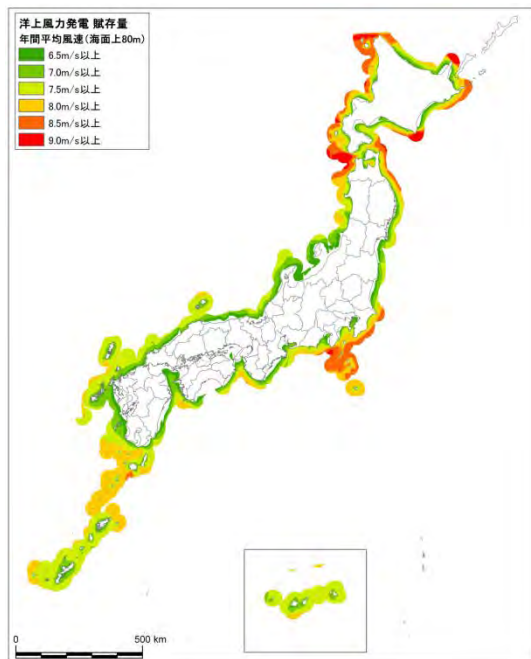 洋上風力発電 賦存量
年間平均風速(海面上80m)
6.5m/s以上
7.0m/s以上
7.5m/s以上
8.0m/s以上
8.5m/s以上
9.0m/s以上
0 500 km